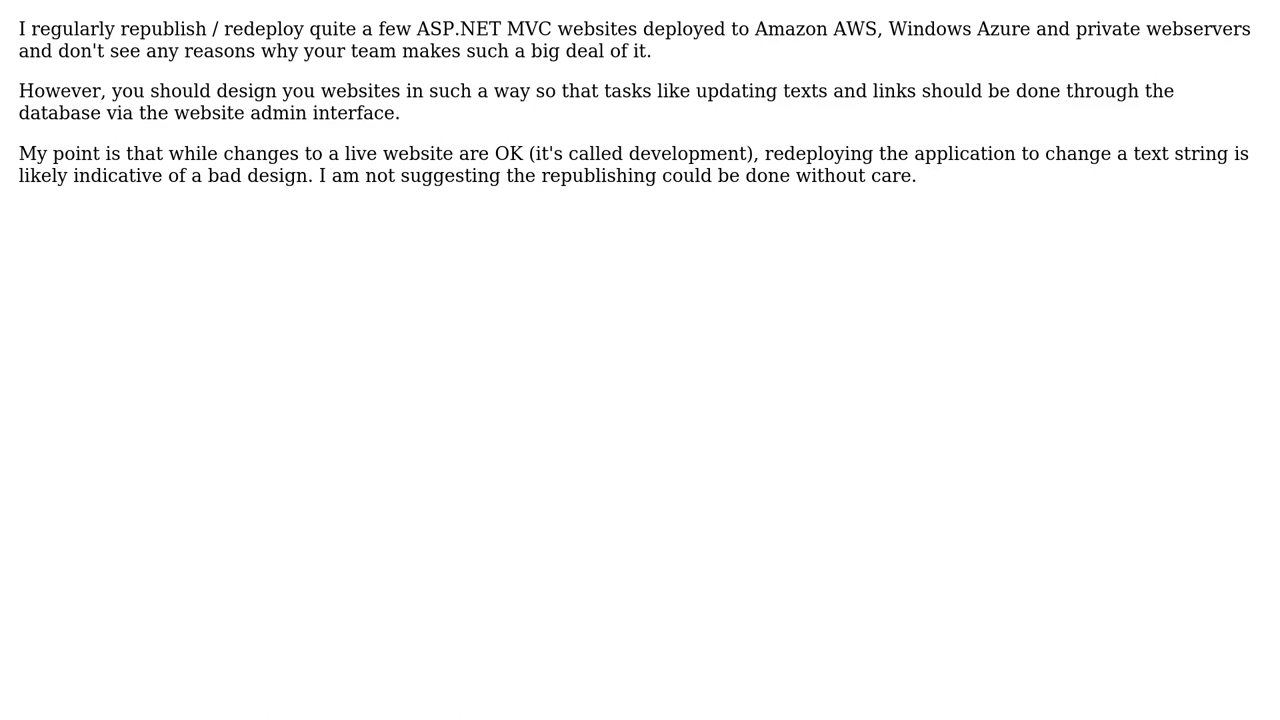 I regularly republish / redeploy quite a few ASP.NET MVC websites deployed to Amazon AWS, Windows Azure and private webservers
and don't see any reasons why your team makes such a big deal of it.
However, you should design you websites in such a way so that tasks like updating texts and links should be done through the
database via the website admin interface.
My point is that while changes to a live website are OK (it's called development), redeploying the application to change a text string is
likely indicative of a bad design. I am not suggesting the republishing could be done without care.